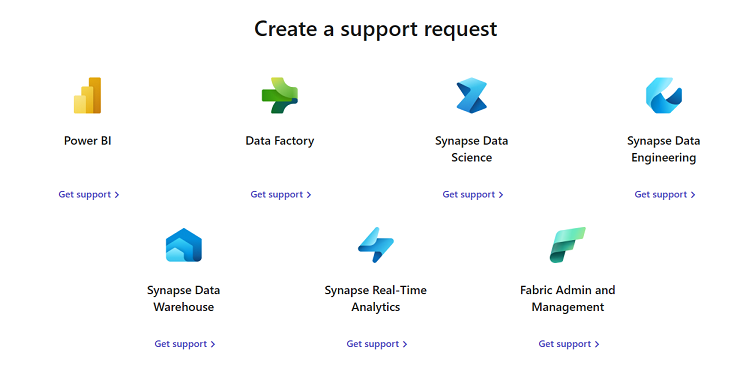 Create a support request
Power BI
Data Factory
Synapse Data
Science
Synapse Data
Engineering
Get support >
Get support >
Get support >
Get support >
Synapse Data
Warehouse
Synapse Real-Time
Analytics
Fabric Admin and
Management
Get support >
Get support >
Get support >